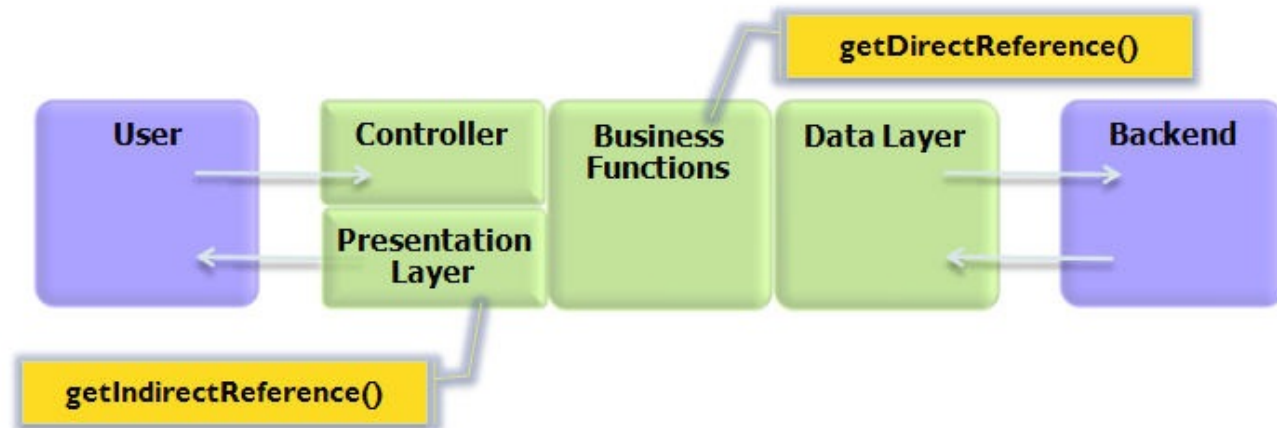 getDirectReference()
User
Controller
Business
Functions
Data Layer
Backend
Presentation
Layer
getIndirectReference()